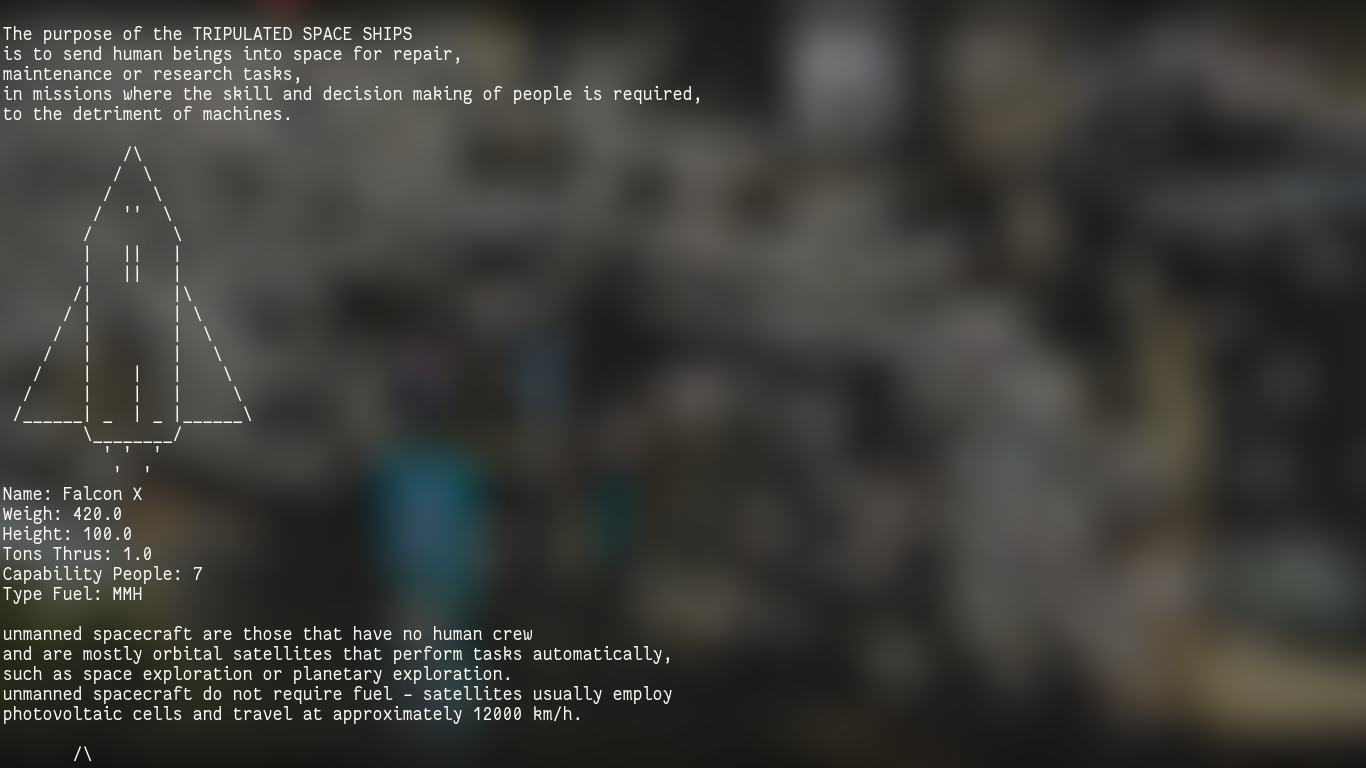 The purpose of the TRIPULATED SPACE SHIPS
is to send human beings into space for repair,
maintenance or research tasks,
in missions where the skill and decision making of people is required,
to the detriment of machines.
Name: Falcon X
Weigh: 420.0
Height: 100.0
Tons Thrus: 1.0
Capability People: 7
Type Fuel: MMH
unmanned spacecraft are those that have no human crew
and are mostly orbital satellites that perform tasks automatically,
such as space exploration or planetary exploration.
unmanned spacecraft do not require fuel – satellites usually employ
photovoltaic cells and travel at approximately 12000 km/h.